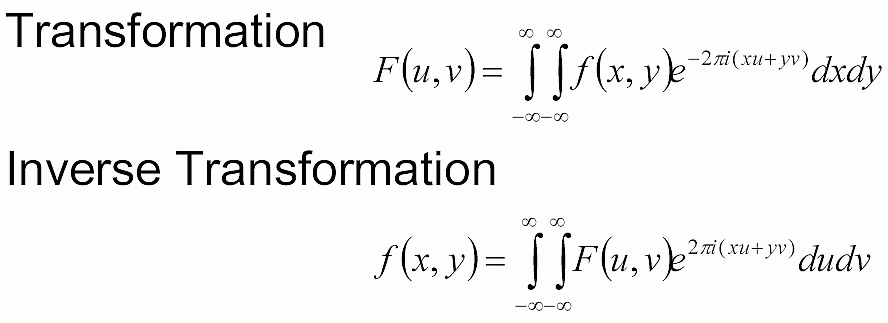 Transformation
F(u,v) = ∫_{-∞}^{∞} ∫_{-∞}^{∞} f(x,y)e^{-2πi(xu+yv)} dxdy
Inverse Transformation
f(x,y) = ∫_{-∞}^{∞} ∫_{-∞}^{∞} F(u,v)e^{2πi(xu+yv)} dudv